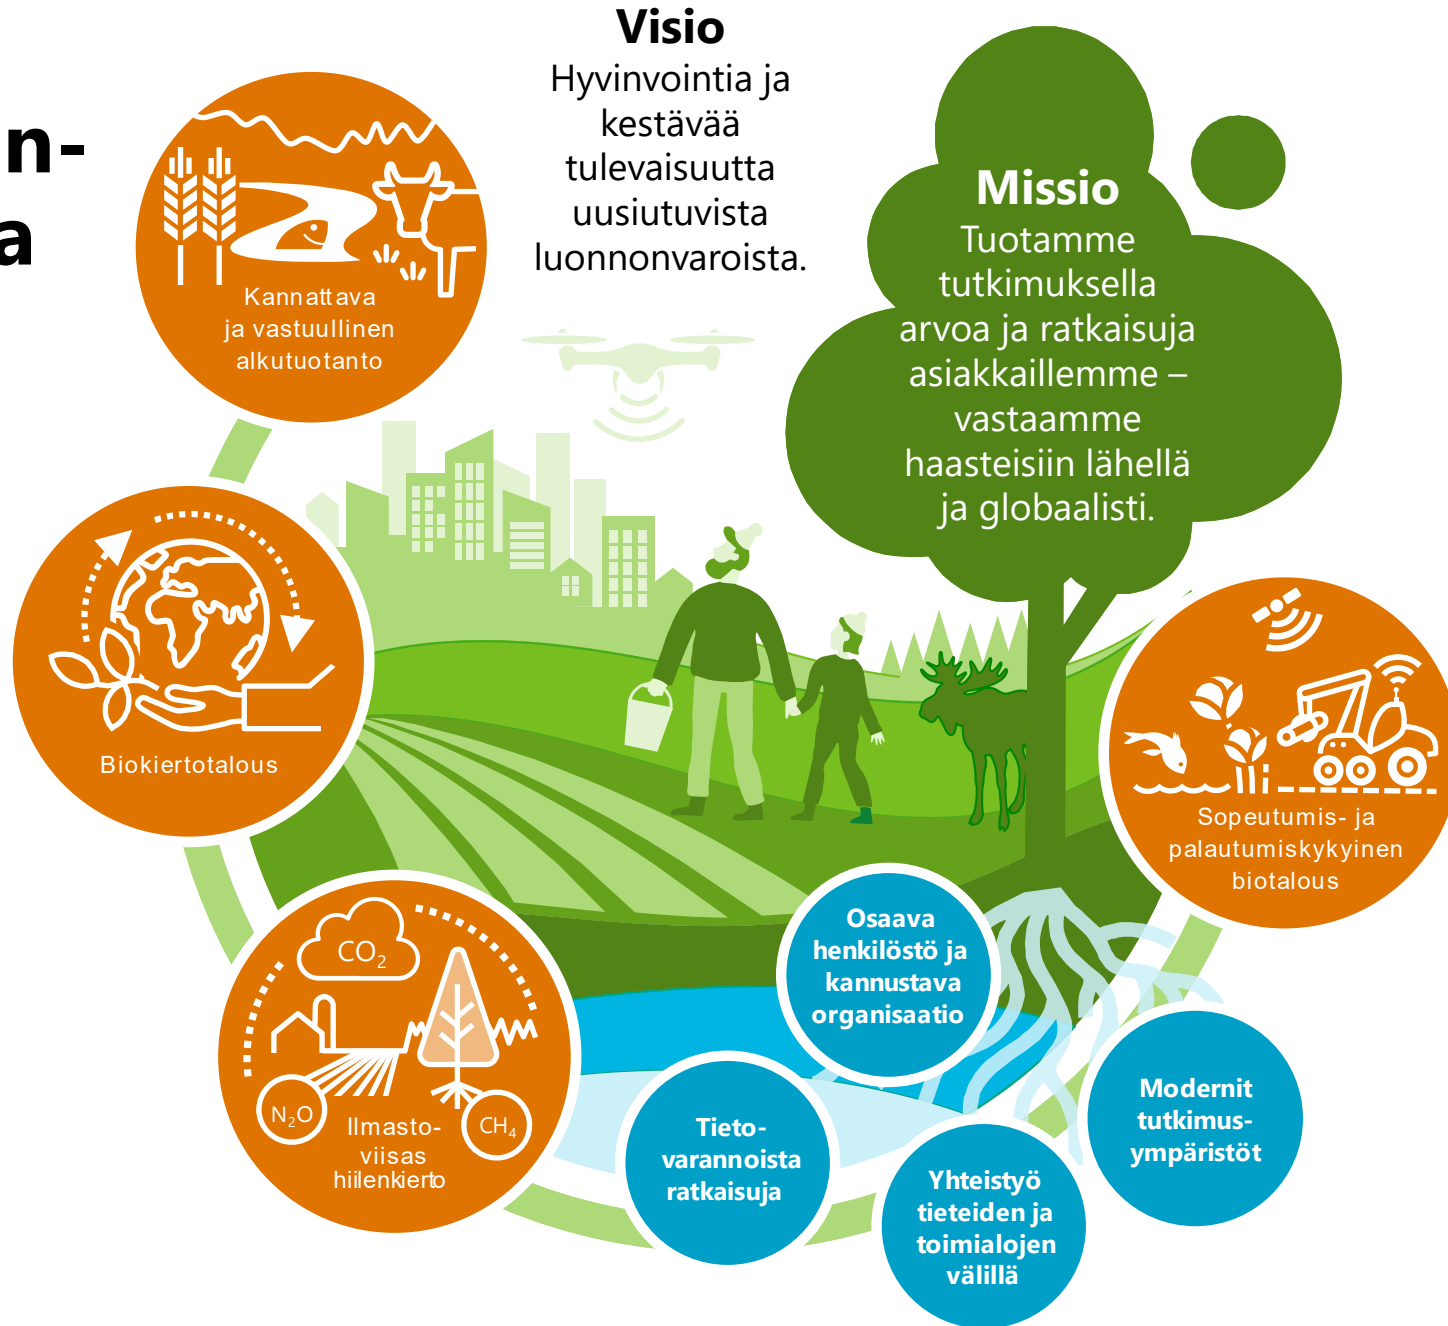 n-
a
Visio
Hyvinvointia ja
kestävää
tulevaisuutta
uusiutuvista
luonnonvaroista.
Missio
Tuotamme
tutkimuksella
arvoa ja ratkaisuja
asiakkaillemme –
vastaamme
haasteisiin lähellä
ja globaalisti.
Kannattava
ja vastuullinen
alkutuotanto
Biokiertotalous
Sopeutumis- ja
palautumiskykyinen
biotalous
CO₂
N₂O
CH₄
Ilmasto-
viisas
hiilenkierto
Osaava
henkilöstö ja
kannustava
organisaatio
Tieto-
varannoista
ratkaisuja
Yhteistyö
tieteiden ja
toimialojen
välillä
Modernit
tutkimus-
ympäristöt